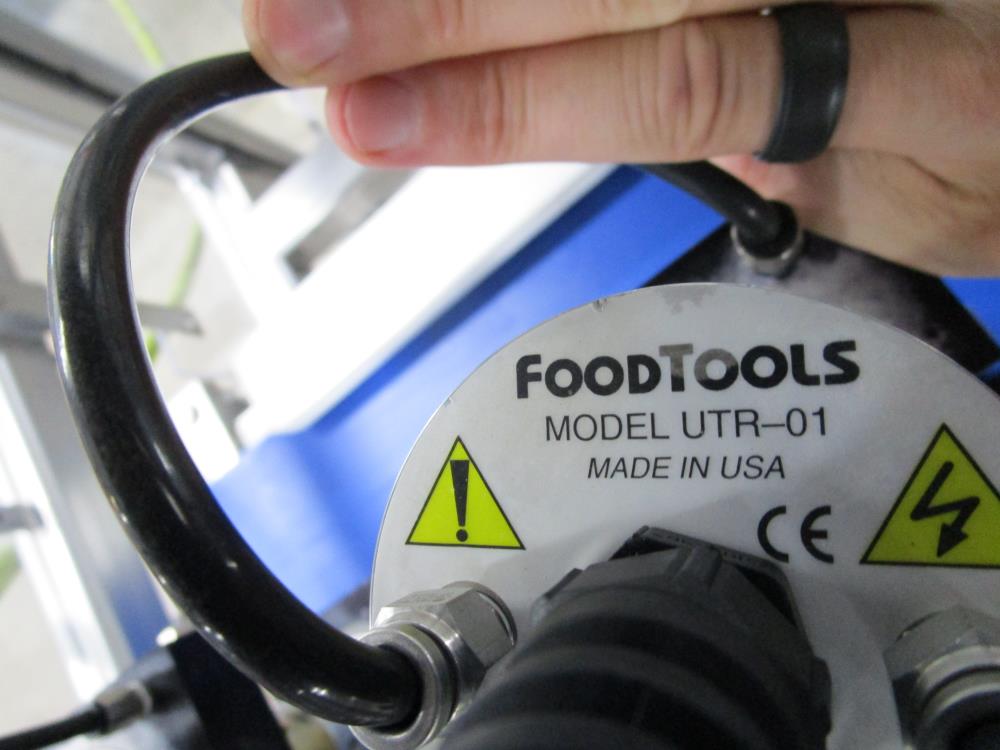 FOODTOOLS
MODEL UTR–01
MADE IN USA
CE